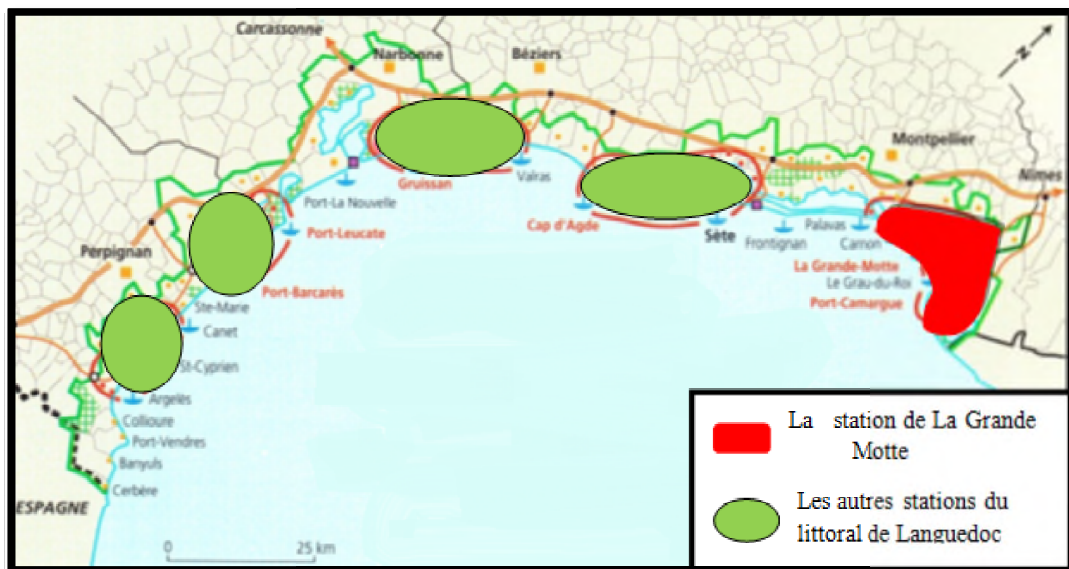 Carcassonne
Narbonne
Béziers
N
Montpellier
Nîmes
Gruissan
Valras
Port-La Nouvelle
Port-Leucate
Cap d'Agde
Sète
Frontignan
Palavas
Carnon
La Grande-Motte
Le Grau-du-Roi
Port-Camargue
Perpignan
Port-Barcarès
Ste-Marie
Canet
St-Cyprien
Argelès
Collioure
Port-Vendres
Banyuls
Cerbère
ESPAGNE
0 25 km
La station de La Grande
Motte
Les autres stations du
littoral de Languedoc